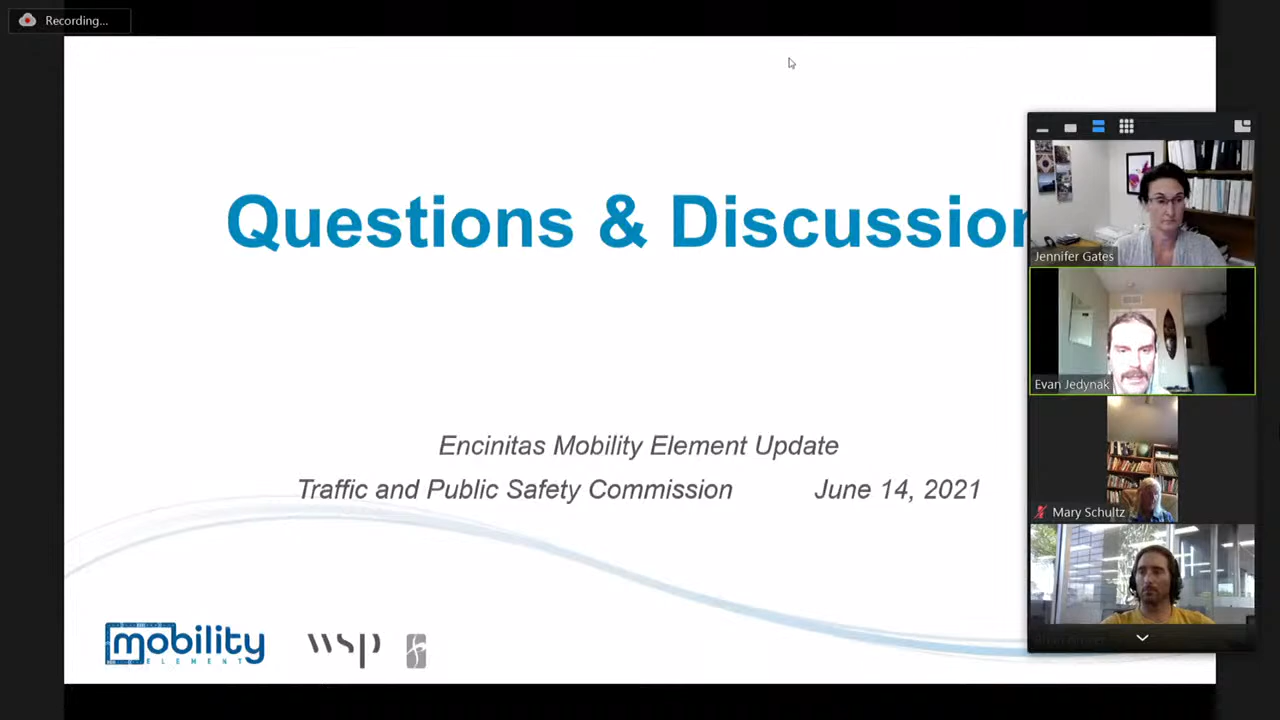 Recording...
Questions & Discussion
Encinitas Mobility Element Update
Traffic and Public Safety Commission June 14, 2021
mobility
ELEMENT
wsp
Jennifer Gates
Evan Jedynak
Mary Schultz